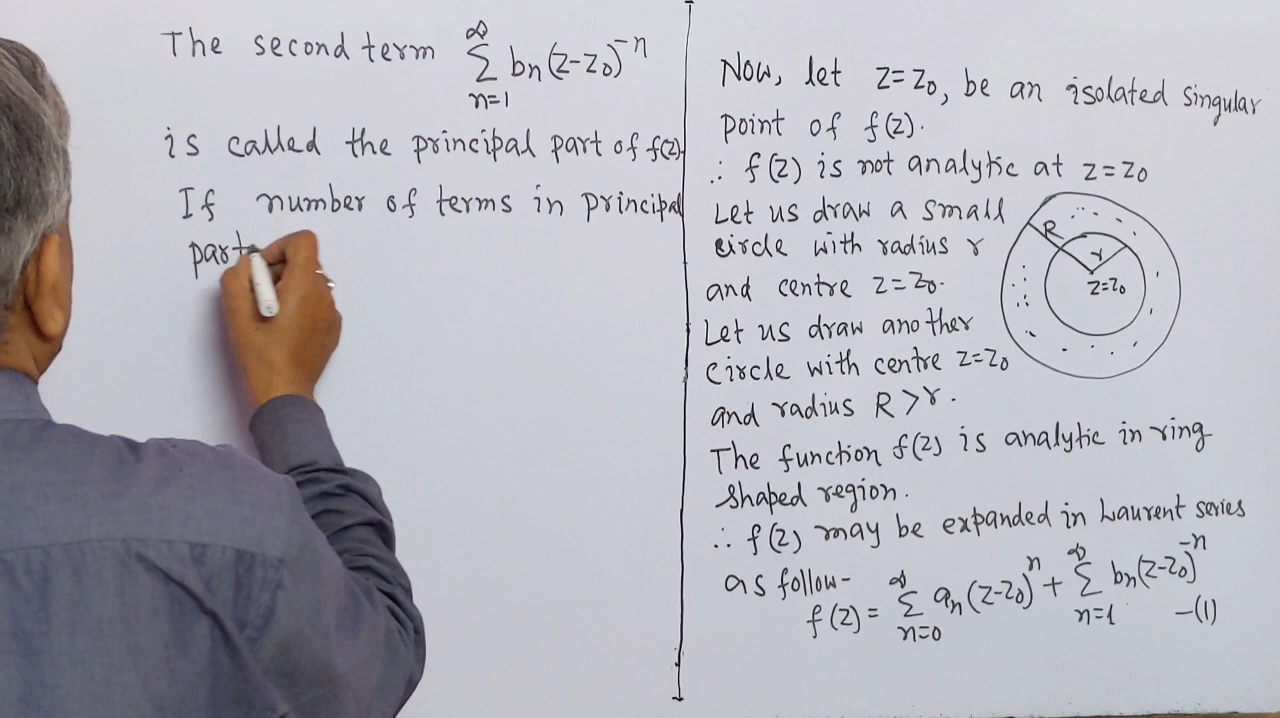 The second term ∞ Σ n=1 bn(z-z0)^-n
is called the principal part of f(z).
If number of terms in principal
part
Now, let z=z0, be an isolated singular
point of f(z).
∴ f(z) is not analytic at z=z0
Let us draw a small
circle with radius r
and centre z=z0.
Let us draw another
circle with centre z=z0
and radius R>r.
The function f(z) is analytic in ring
shaped region.
∴ f(z) may be expanded in Laurent series
as follow-
f(z) = ∞ Σ n=0 an(z-z0)^n + ∞ Σ n=1 bn(z-z0)^-n -(1)
R
r
z=z0